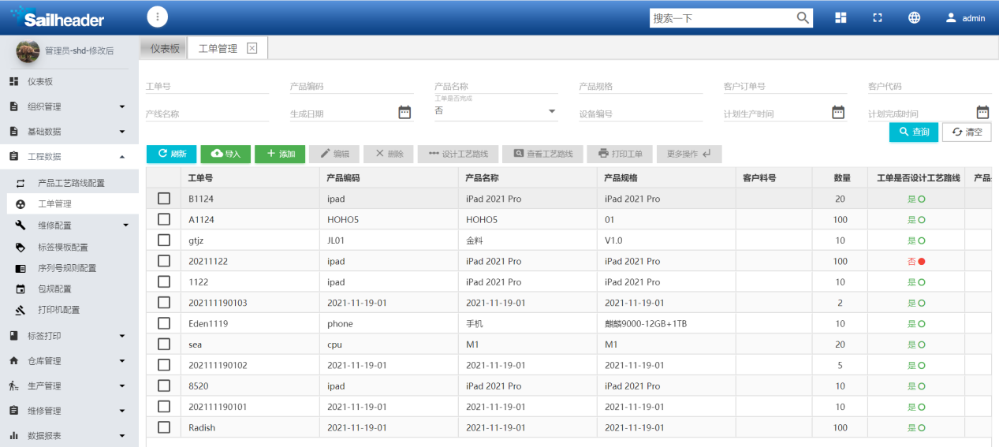 Sailheader
搜索一下
admin
管理员-shd-修改后
仪表板
组织管理
基础数据
工程数据
产品工艺路线配置
工单管理
维修配置
标签模板配置
序列号规则配置
包规配置
打印机配置
标签打印
仓库管理
生产管理
维修管理
数据报表
仪表板 工单管理
工单号 产品编码 产品名称 产品规格 客户订单号 客户代码
工单是否完成
产线名称 生成日期 否 设备编号 计划生产时间 计划完成时间
查询 清空
刷新 导入 添加 编辑 删除 设计工艺路线 查看工艺路线 打印工单 更多操作
工单号 产品编码 产品名称 产品规格 客户料号 数量 工单是否设计工艺路线
B1124 ipad iPad 2021 Pro iPad 2021 Pro 20 是
A1124 HOHO5 HOHO5 01 100 是
gtjz JL01 金料 V1.0 10 是
20211122 ipad iPad 2021 Pro iPad 2021 Pro 100 否
1122 ipad iPad 2021 Pro iPad 2021 Pro 10 是
202111190103 2021-11-19-01 2021-11-19-01 2021-11-19-01 2 是
Eden1119 phone 手机 麒麟9000-12GB+1TB 10 是
sea cpu M1 M1 20 是
202111190102 2021-11-19-01 2021-11-19-01 2021-11-19-01 5 是
8520 ipad iPad 2021 Pro iPad 2021 Pro 10 是
202111190101 2021-11-19-01 2021-11-19-01 2021-11-19-01 10 是
Radish 2021-11-19-01 2021-11-19-01 2021-11-19-01 100 是